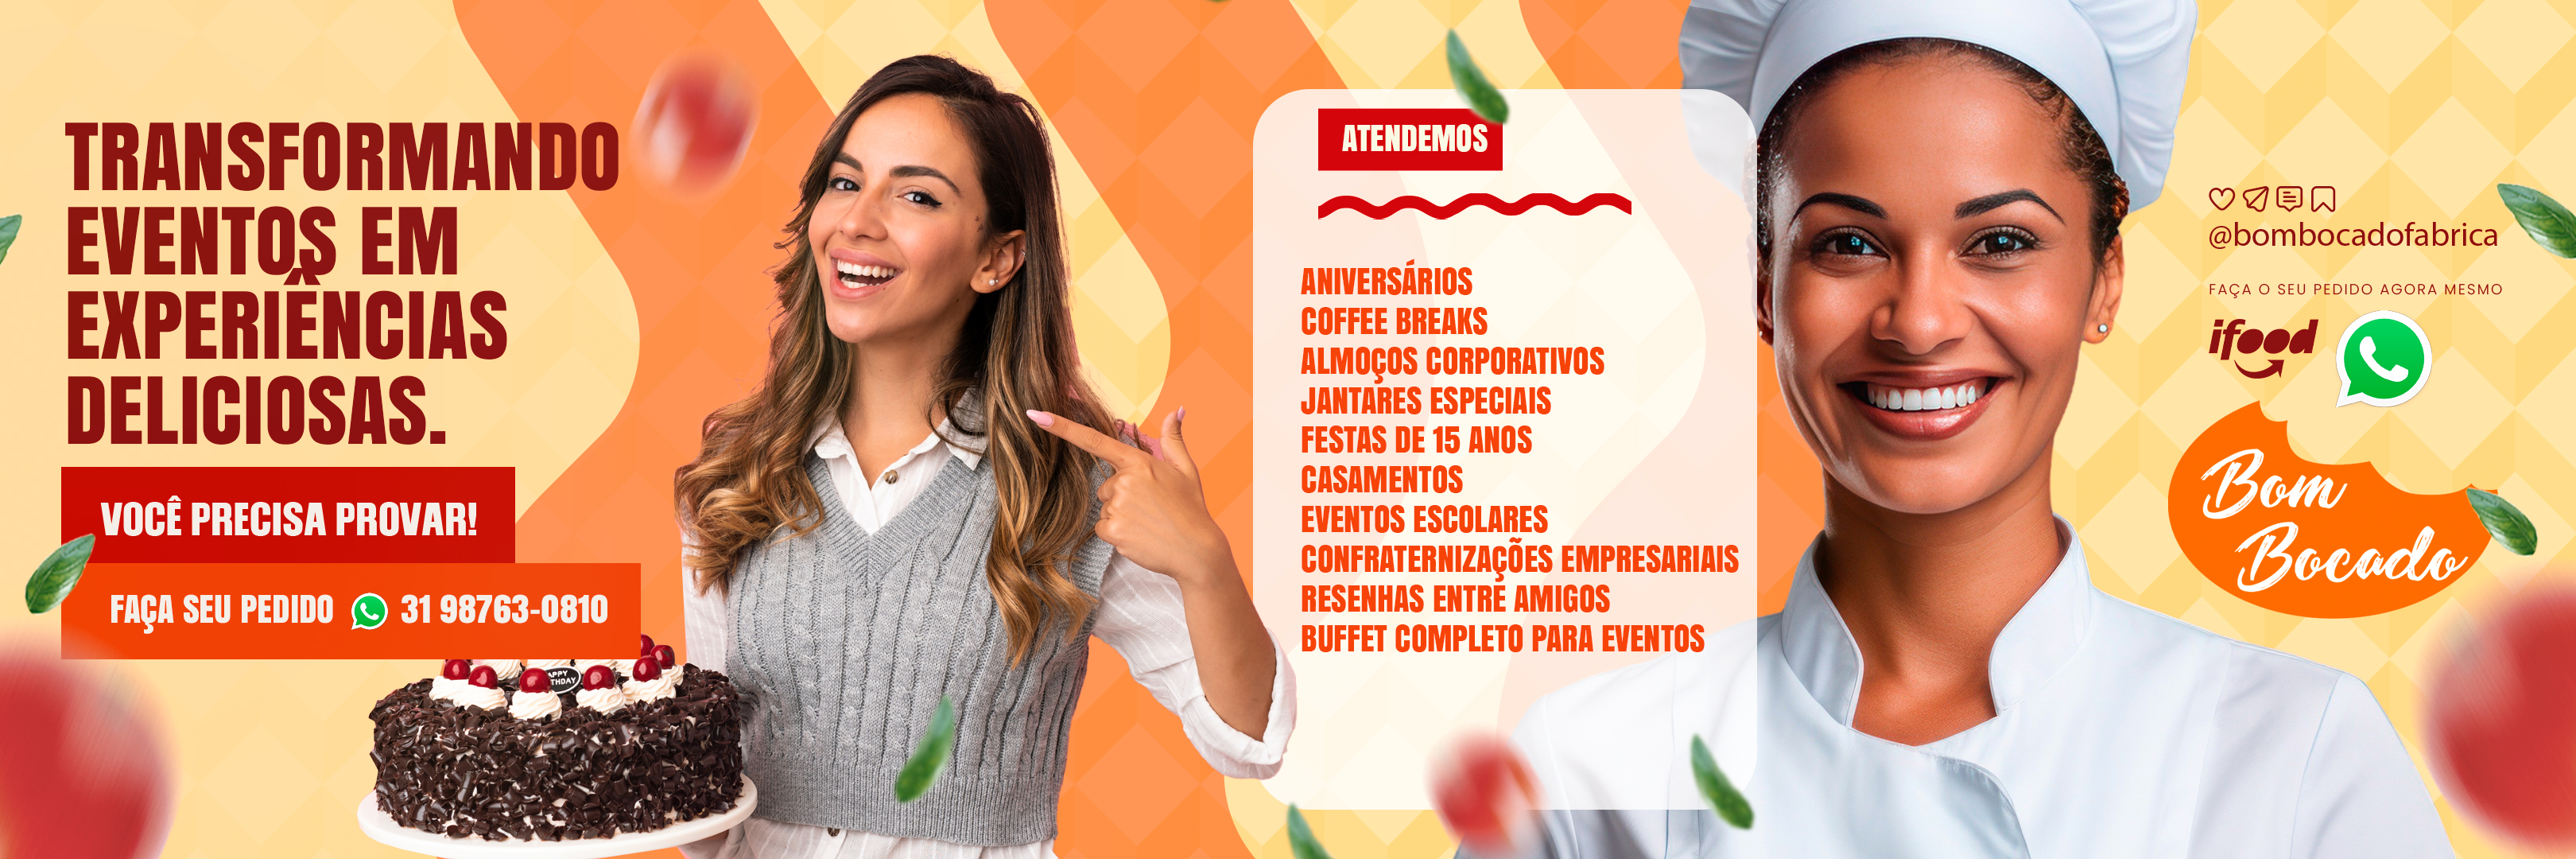 TRANSFORMANDO
EVENTOS EM
EXPERIÊNCIAS
DELICIOSAS.
VOCÊ PRECISA PROVAR!
FAÇA SEU PEDIDO 31 98763-0810
ATENDEMOS
ANIVERSÁRIOS
COFFEE BREAKS
ALMOÇOS CORPORATIVOS
JANTARES ESPECIAIS
FESTAS DE 15 ANOS
CASAMENTOS
EVENTOS ESCOLARES
CONFRATERNIZAÇÕES EMPRESARIAIS
RESENHAS ENTRE AMIGOS
BUFFET COMPLETO PARA EVENTOS
@bombocadofabrica
FAÇA O SEU PEDIDO AGORA MESMO
ifood
Bom
Bocado